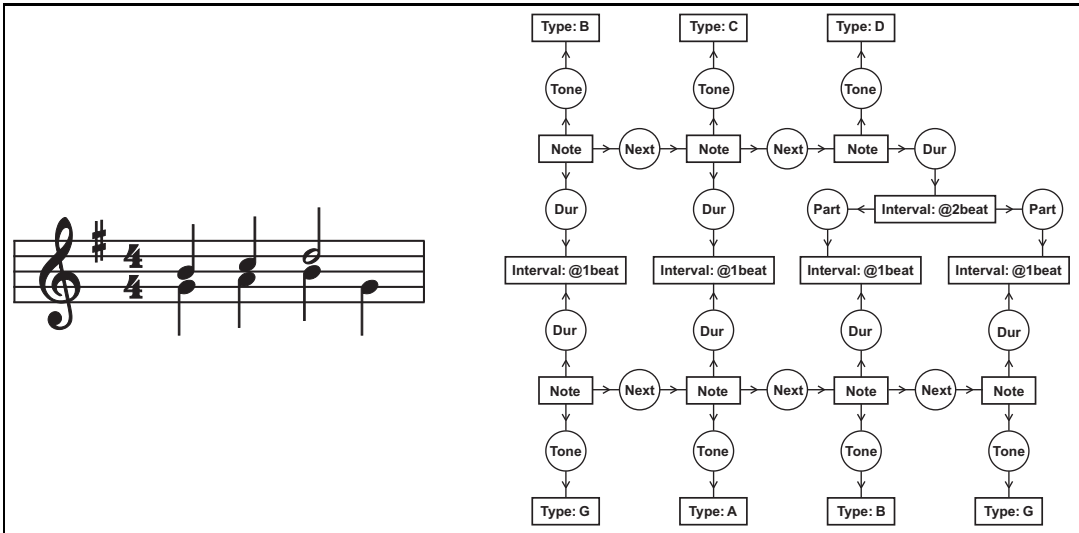 Type: B Type: C Type: D
Tone Tone Tone
Note Next Note Next Note Dur
Dur Dur Part Interval: @2beat Part
4
4
Interval: @1beat Interval: @1beat Interval: @1beat Interval: @1beat
Dur Dur Dur Dur
Note Next Note Next Note Next Note
Tone Tone Tone Tone
Type: G Type: A Type: B Type: G